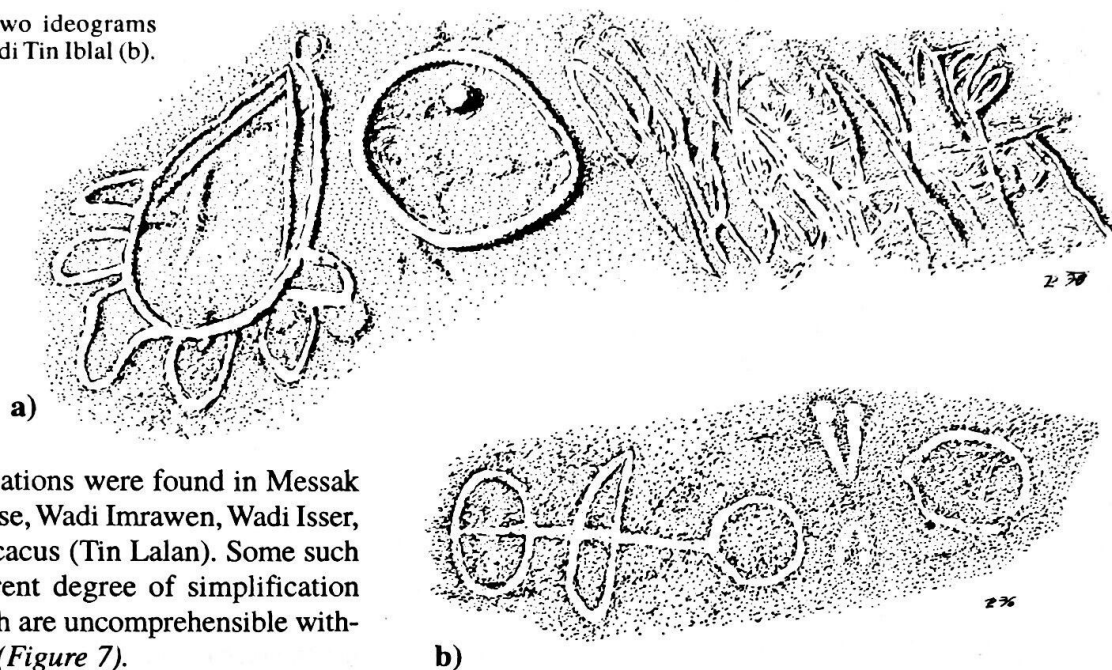 two ideograms
di Tin Iblal (b).
a)
ations were found in Messak
se, Wadi Imrawen, Wadi Isser,
cacus (Tin Lalan). Some such
rent degree of simplification
h are uncomprehensible with-
(Figure 7).
b)